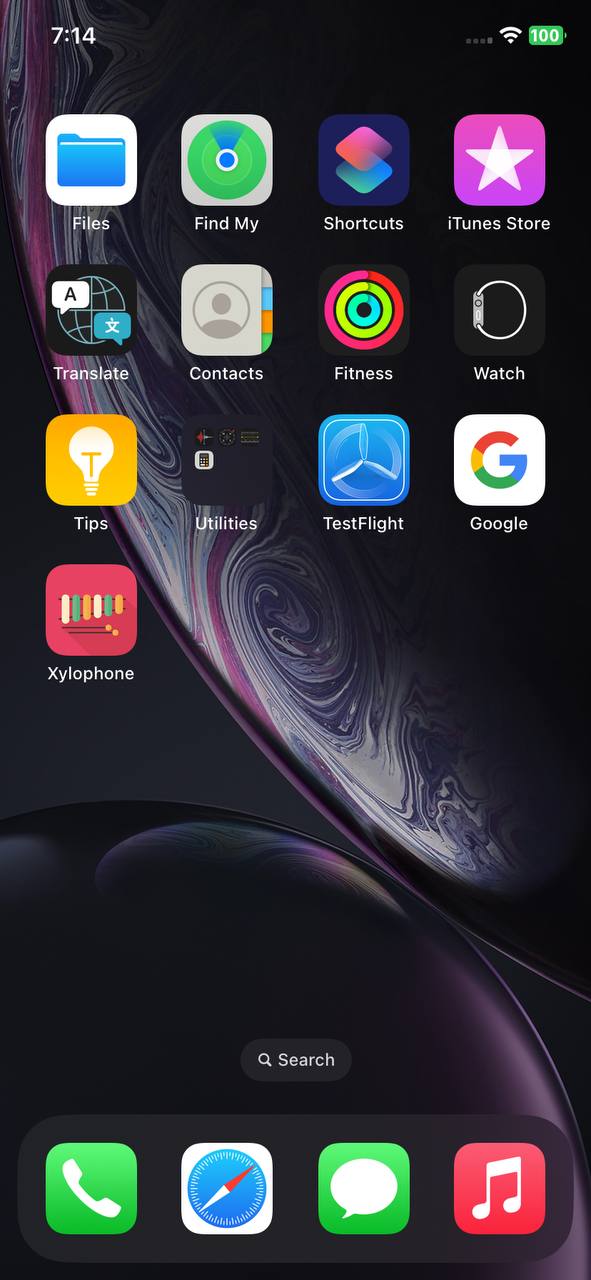 7:14
100
Files
Find My
Shortcuts
iTunes Store
A
文
Translate
Contacts
Fitness
Watch
T
Tips
Utilities
TestFlight
G
Google
Xylophone
Search